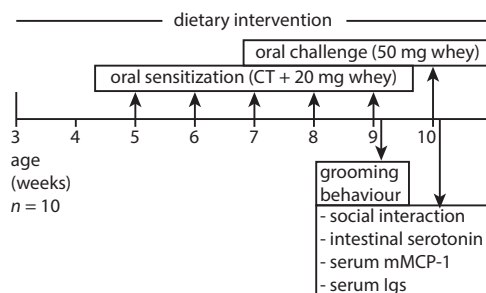 dietary intervention
oral challenge (50 mg whey)
oral sensitization (CT + 20 mg whey)
3 4 5 6 7 8 9 10
age
(weeks)
n = 10
grooming
behaviour
- social interaction
- intestinal serotonin
- serum mMCP-1
- serum Igs